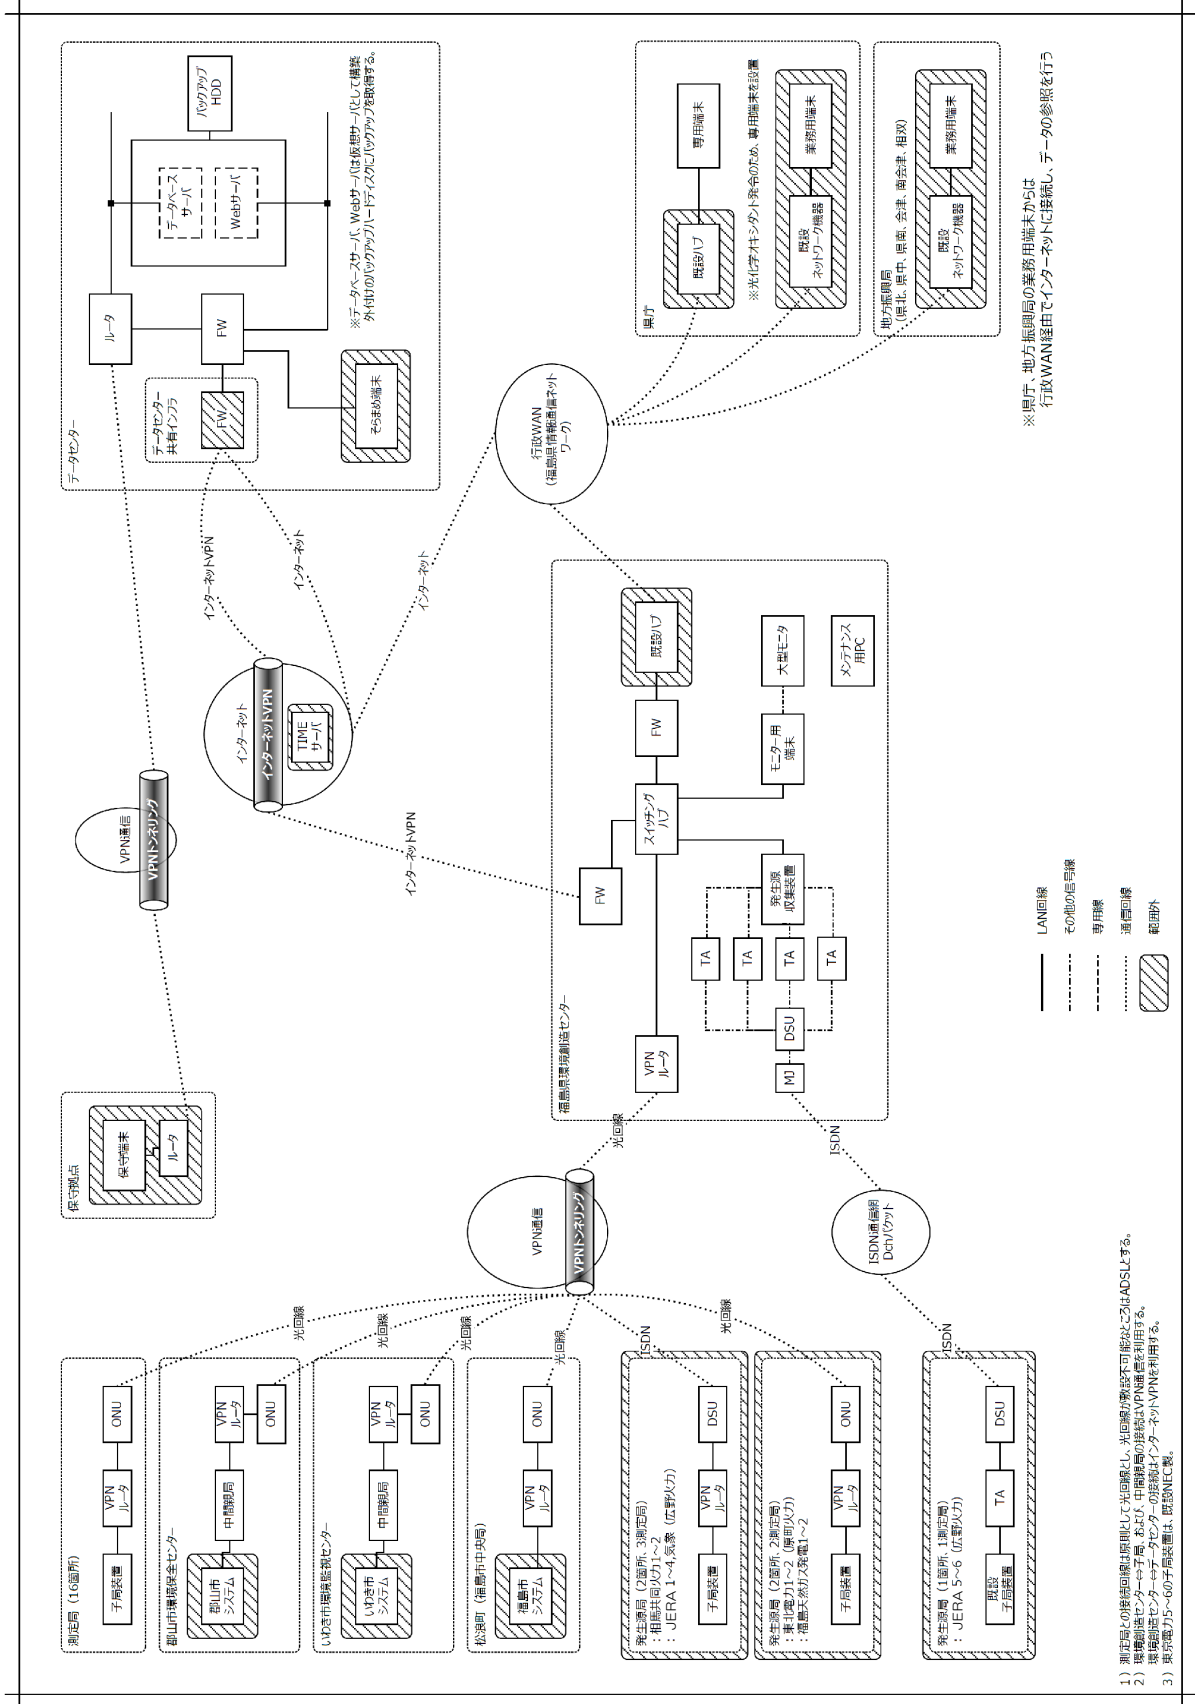 測定局（16箇所）
子局装置
VPN
ルータ
ONU
郡山市環境保全センター
郡山市
システム
中間親局
VPN
ルータ
ONU
いわき市環境監視センター
いわき市
システム
中間親局
VPN
ルータ
ONU
松浪町（福島市中央局）
福島市
システム
VPN
ルータ
ONU
発生源局（2箇所，3測定局）
：相馬共同火力1～2
：JERA 1～4,気象（広野火力）
子局装置
VPN
ルータ
DSU
発生源局（2箇所，2測定局）
：東北電力1～2（原町火力）
：福島天然ガス発電1～2
子局装置
VPN
ルータ
ONU
発生源局（1箇所，1測定局）
：JERA 5～6（広野火力）
既設
子局装置
TA
DSU
光回線
光回線
光回線
光回線
ISDN
光回線
ISDN
保守拠点
保守端末
ルータ
VPN通信
VPNトンネリング
VPN通信
VPNトンネリング
光回線
ISDN通信網
Dchパケット
ISDN
福島県環境創造センター
VPN
ルータ
MJ
DSU
TA
TA
TA
TA
発生源
収集装置
FW
スイッチング
ハブ
FW
既設ハブ
モニター用
端末
大型モニタ
メンテナンス
用PC
インターネット
インターネットVPN
TIME
サーバ
インターネットVPN
インターネットVPN
インターネット
インターネット
行政WAN
（福島県情報通信ネット
ワーク）
データセンター
データセンター
共有インフラ
FW
ルータ
FW
そらまめ端末
データベース
サーバ
Webサーバ
バックアップ
HDD
※データベースサーバ、Webサーバは仮想サーバとして構築
外付けのバックアップハードディスクにバックアップを取得する。
県庁
既設ハブ
専用端末
※光化学オキシダント発令のため、専用端末を設置
既設
ネットワーク機器
業務用端末
地方振興局
（県北、県中、県南、会津、南会津、相双）
既設
ネットワーク機器
業務用端末
※県庁、地方振興局の業務用端末からは
行政WAN経由でインターネットに接続し、データの参照を行う
LAN回線
その他の信号線
専用線
通信回線
範囲外
1）測定局との接続回線は原則として光回線とし、光回線が敷設不可能なところはADSLとする。
2）環境創造センター⇔子局、および、中間親局の接続はVPN通信を利用する。
環境創造センター⇔データセンターの接続はインターネットVPNを利用する。
3）東京電力5～6の子局装置は、既設NEC製。